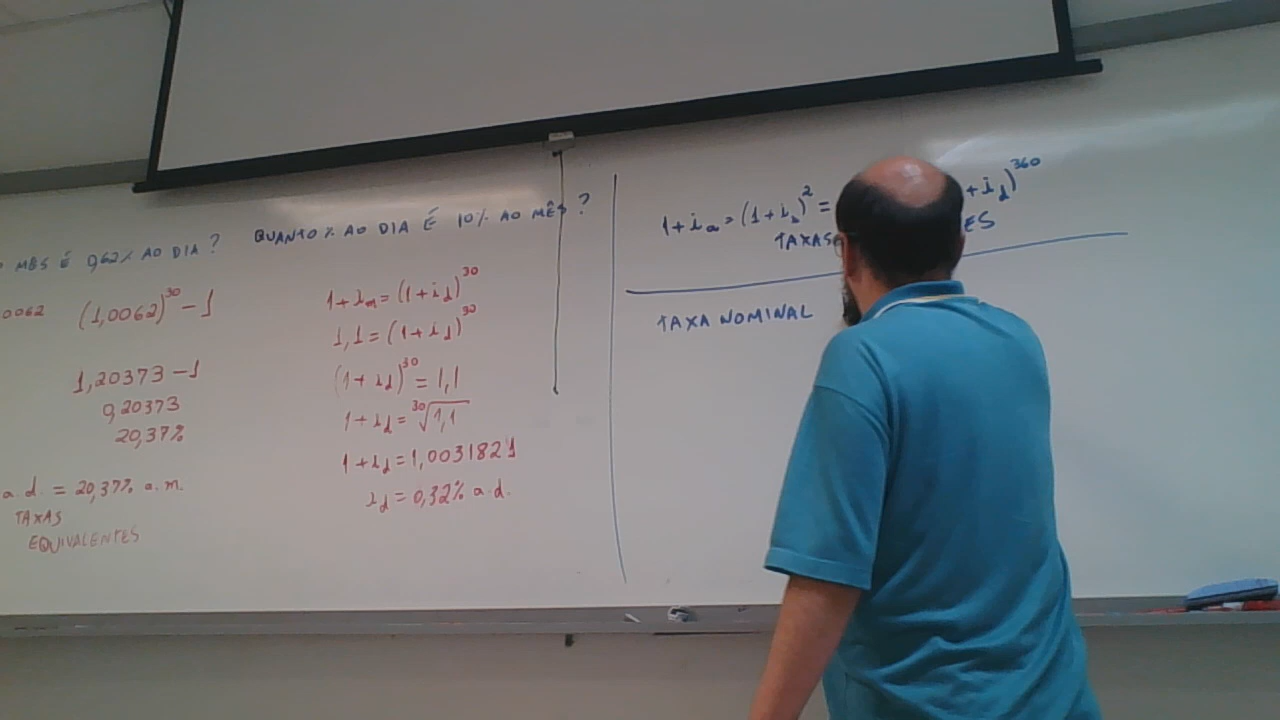 MÊS É 0,62% AO DIA?
0062 (1,0062)^30 - 1
1,20373 - 1
0,20373
20,37%
a.d. = 20,37% a.m.
TAXAS
EQUIVALENTES
QUANTO % AO DIA É 10% AO MÊS?
1 + i_m = (1 + i_d)^30
1,1 = (1 + i_d)^30
(1 + i_d)^30 = 1,1
1 + i_d = ³⁰√1,1
1 + i_d = 1,0031821
i_d = 0,32% a.d.
1 + i_a = (1 + i_s)^2 = + i_d)^360
TAXAS ES
TAXA NOMINAL